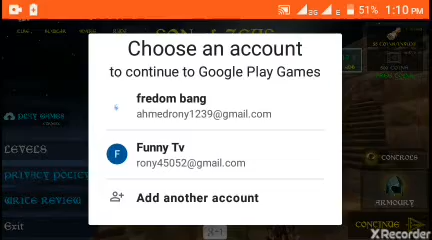 3G
E
51%
1:10 PM
Choose an account
to continue to Google Play Games
fredom bang
ahmedrony1239@gmail.com
F
Funny Tv
rony45052@gmail.com
Add another account
LEVELS
PRIVACY POLICY
WRITE REVIEW
Exit
CONTROLS
ARMOURY
CONTINUE
XRecorder